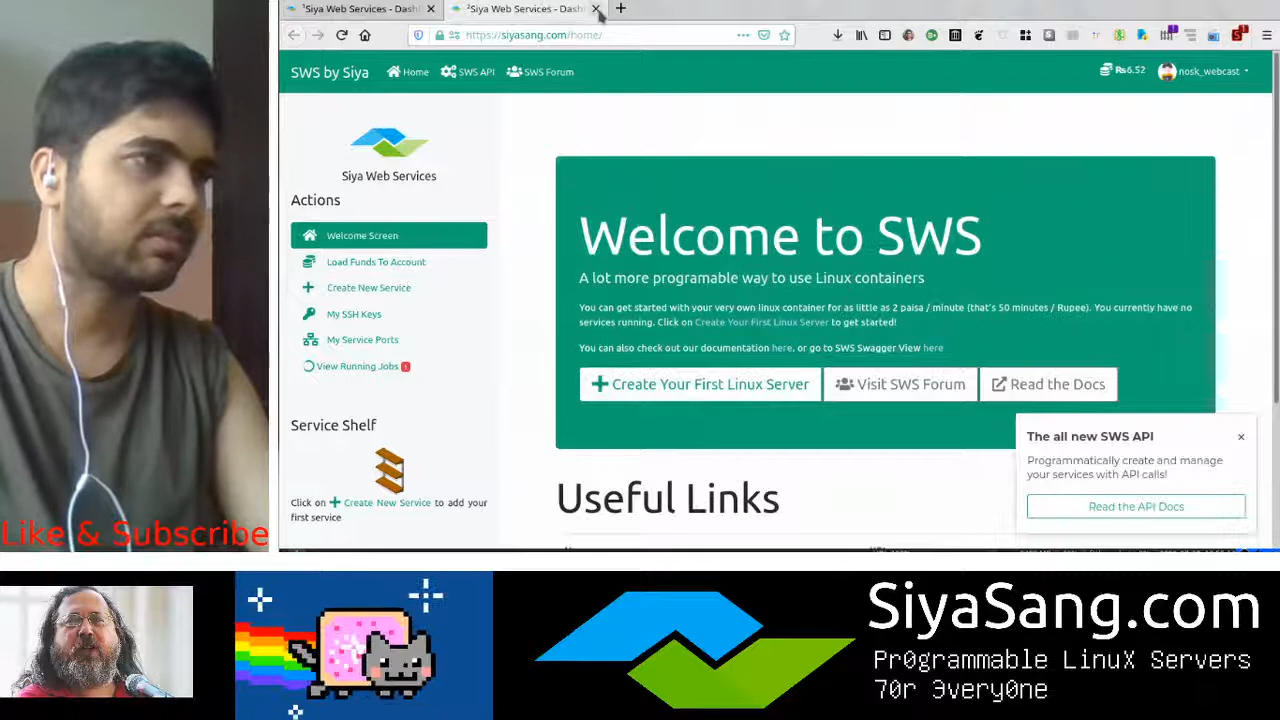 ¹Siya Web Services - Dashl
²Siya Web Services - Dashl
https://siyasang.com/home/
SWS by Siya
Home
SWS API
SWS Forum
₨6.52
nosk_webcast
Siya Web Services
Actions
Welcome Screen
Load Funds To Account
Create New Service
My SSH Keys
My Service Ports
View Running Jobs
Service Shelf
Click on + Create New Service to add your
first service
Welcome to SWS
A lot more programable way to use Linux containers
You can get started with your very own linux container for as little as 2 paisa / minute (that's 50 minutes / Rupee). You currently have no
services running. Click on Create Your First Linux Server to get started!
You can also check out our documentation here, or go to SWS Swagger View here
Create Your First Linux Server
Visit SWS Forum
Read the Docs
The all new SWS API
Programmatically create and manage
your services with API calls!
Read the API Docs
Useful Links
Like & Subscribe
SiyaSang.com
Pr0grammable LinuX Servers
70r 3very0ne